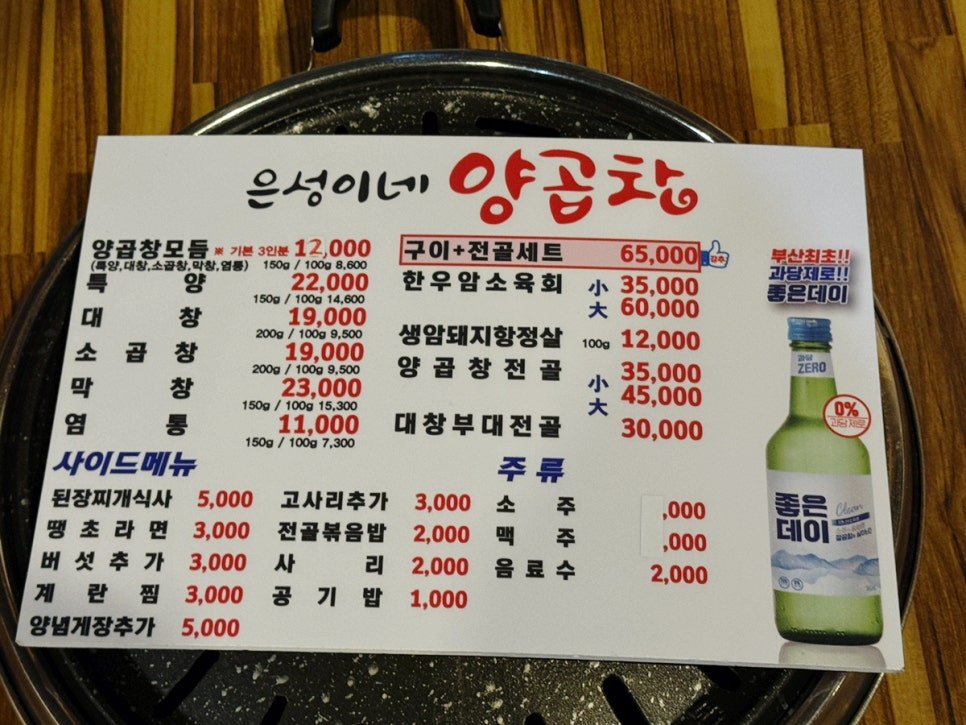 은성이네 양곱창
양곱창모듬 ※ 기본 3인분 12,000
(특양,대창,소곱창,막창,염통) 150g / 100g 8,600
특양 22,000
150g / 100g 14,600
대창 19,000
200g / 100g 9,500
소곱창 19,000
200g / 100g 9,500
막창 23,000
150g / 100g 15,300
염통 11,000
150g / 100g 7,300
구이+전골세트 65,000 강추
한우암소육회 小 35,000
大 60,000
생암돼지항정살 100g 12,000
양곱창전골 小 35,000
大 45,000
대창부대전골 30,000
사이드메뉴
된장찌개식사 5,000
땡초라면 3,000
버섯추가 3,000
계란찜 3,000
양념게장추가 5,000
고사리추가 3,000
전골볶음밥 2,000
사리 2,000
공기밥 1,000
주류
소주 ,000
맥주 ,000
음료수 2,000
부산최초!!
과당제로!!
좋은데이
과당
ZERO
0%
과당제로
좋은
데이
Clean